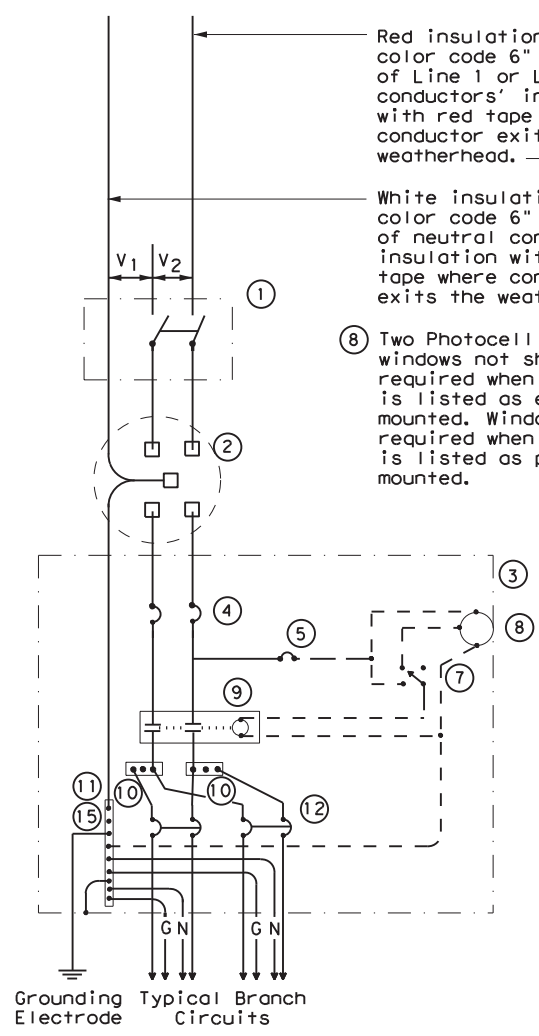 Red insulation
color code 6"
of Line 1 or L
conductors' in
with red tape
conductor exit
weatherhead.
White insulati
color code 6"
of neutral con
insulation wit
tape where con
exits the weat
V1 V2
1
8 Two Photocell
windows not sh
required when
is listed as e
mounted. Windo
required when
is listed as p
mounted.
2
3
4
5
8
7
9
11
10
10
12
15
G N
G N
Grounding
Electrode
Typical Branch
Circuits